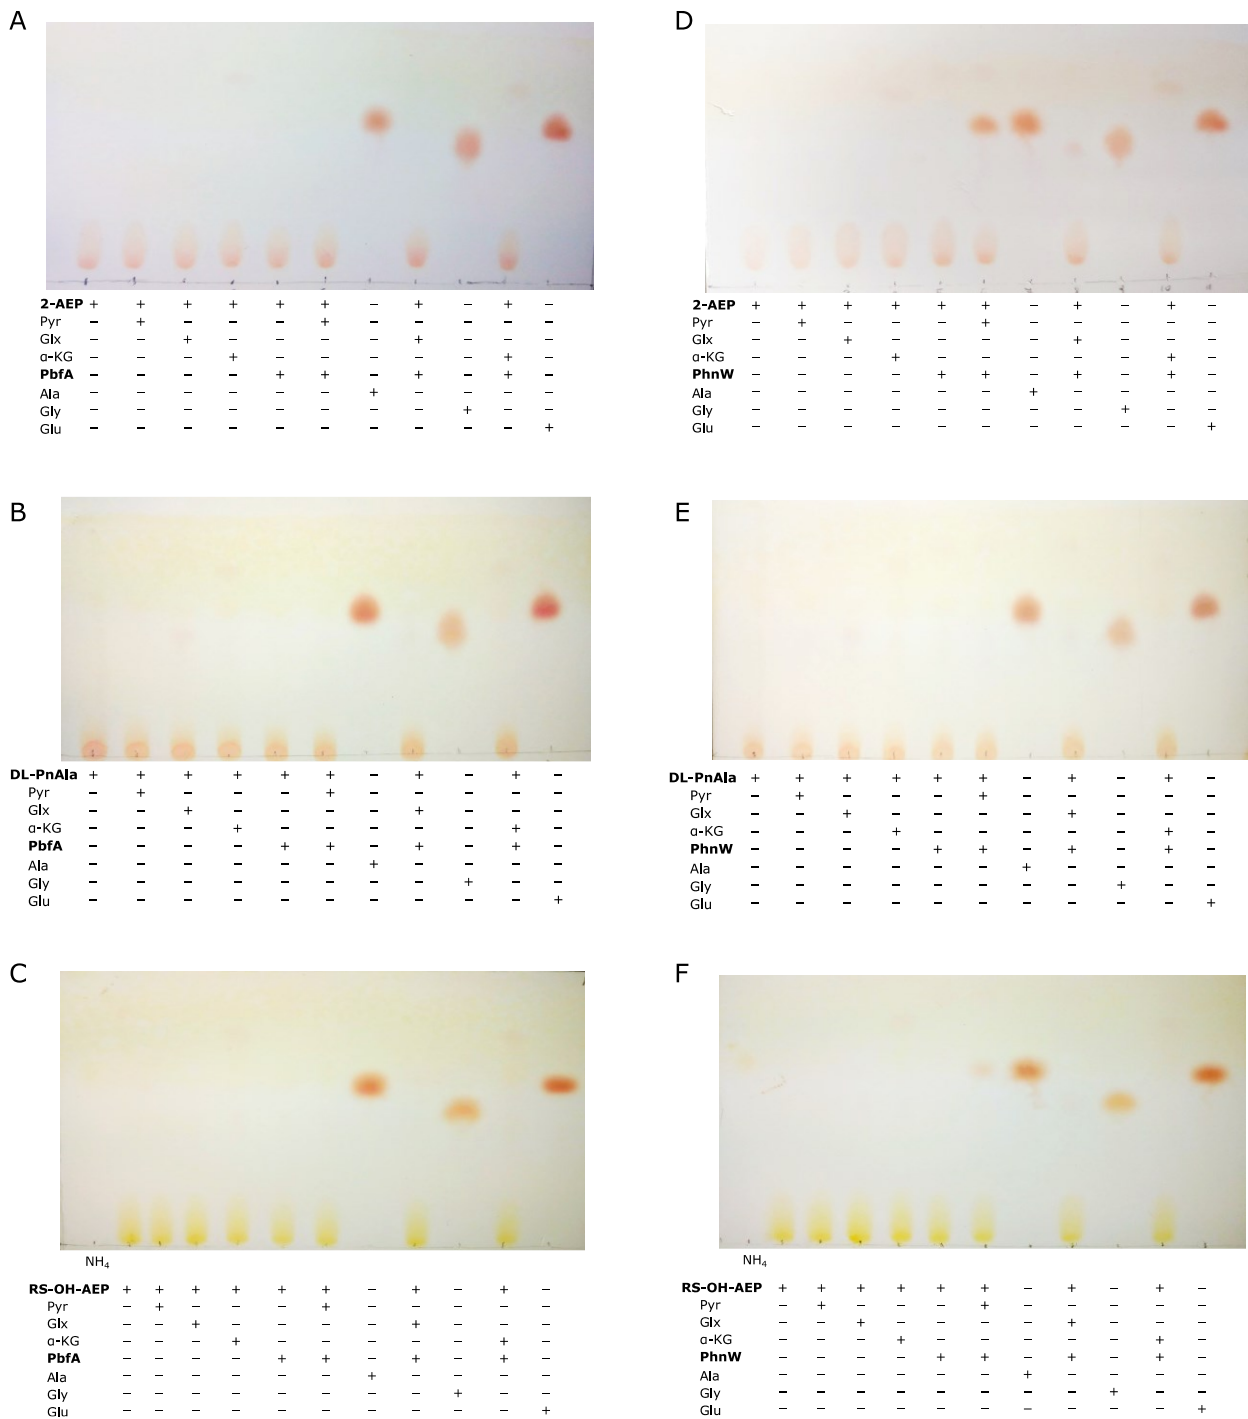 A
2-AEP + + + + + + − + − + −
Pyr − + − − − + − − − − −
Glx − − + − − − − + − − −
α-KG − − − + − − − − − + −
PbfA − − − − + + − + − + −
Ala − − − − − − + − − − −
Gly − − − − − − − − + − −
Glu − − − − − − − − − − +
B
DL-PnAla + + + + + + − + − + −
Pyr − + − − − + − − − − −
Glx − − + − − − − + − − −
α-KG − − − + − − − − − + −
PbfA − − − − + + − + − + −
Ala − − − − − − + − − − −
Gly − − − − − − − − + − −
Glu − − − − − − − − − − +
C
NH₄
RS-OH-AEP + + + + + + − + − + −
Pyr − + − − − + − − − − −
Glx − − + − − − − + − − −
α-KG − − − + − − − − − + −
PbfA − − − − + + − + − + −
Ala − − − − − − + − − − −
Gly − − − − − − − − + − −
Glu − − − − − − − − − − +
D
2-AEP + + + + + + − + − + −
Pyr − + − − − + − − − − −
Glx − − + − − − − + − − −
α-KG − − − + − − − − − + −
PhnW − − − − + + − + − + −
Ala − − − − − − + − − − −
Gly − − − − − − − − + − −
Glu − − − − − − − − − − +
E
DL-PnAla + + + + + + − + − + −
Pyr − + − − − + − − − − −
Glx − − + − − − − + − − −
α-KG − − − + − − − − − + −
PhnW − − − − + + − + − + −
Ala − − − − − − + − − − −
Gly − − − − − − − − + − −
Glu − − − − − − − − − − +
F
NH₄
RS-OH-AEP + + + + + + − + − + −
Pyr − + − − − + − − − − −
Glx − − + − − − − + − − −
α-KG − − − + − − − − − + −
PhnW − − − − + + − + − + −
Ala − − − − − − + − − − −
Gly − − − − − − − − + − −
Glu − − − − − − − − − − +